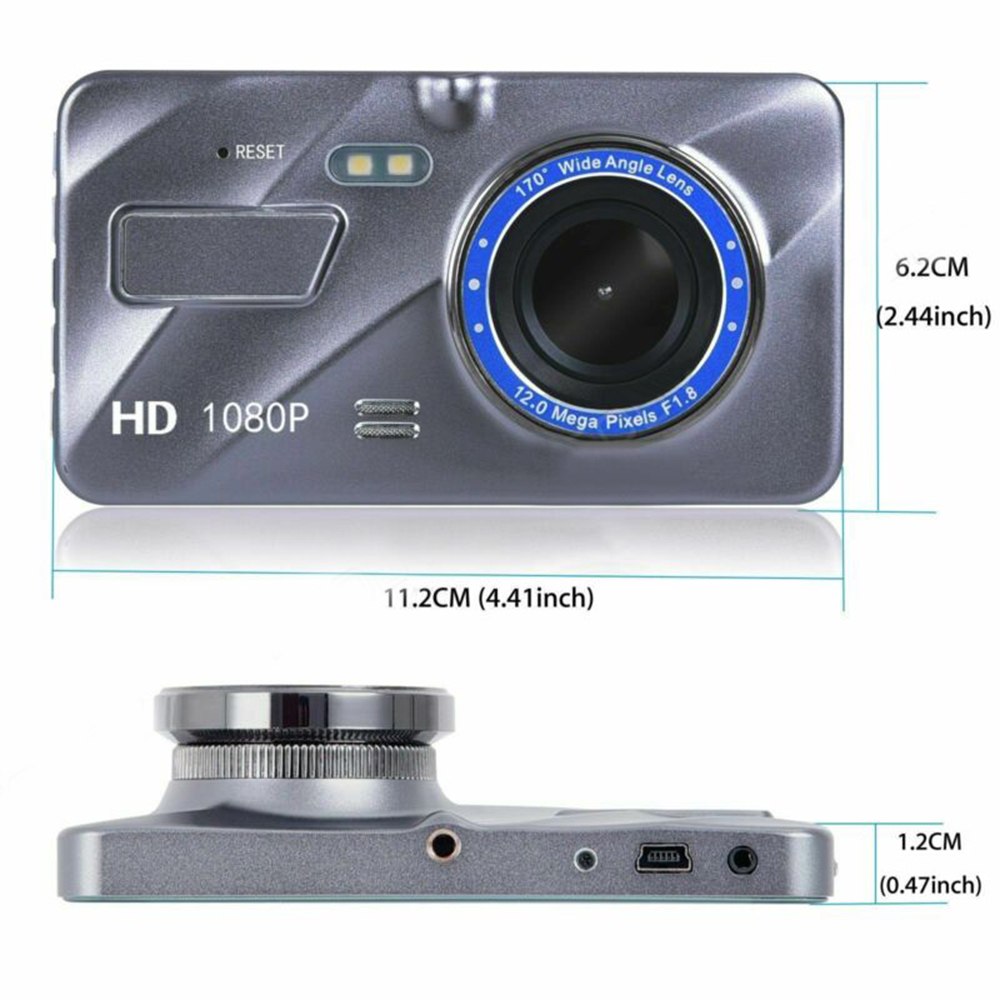 RESET
170° Wide Angle Lens
6.2CM
(2.44inch)
HD 1080P
12.0 Mega Pixels F1.8
11.2CM (4.41inch)
1.2CM
(0.47inch)